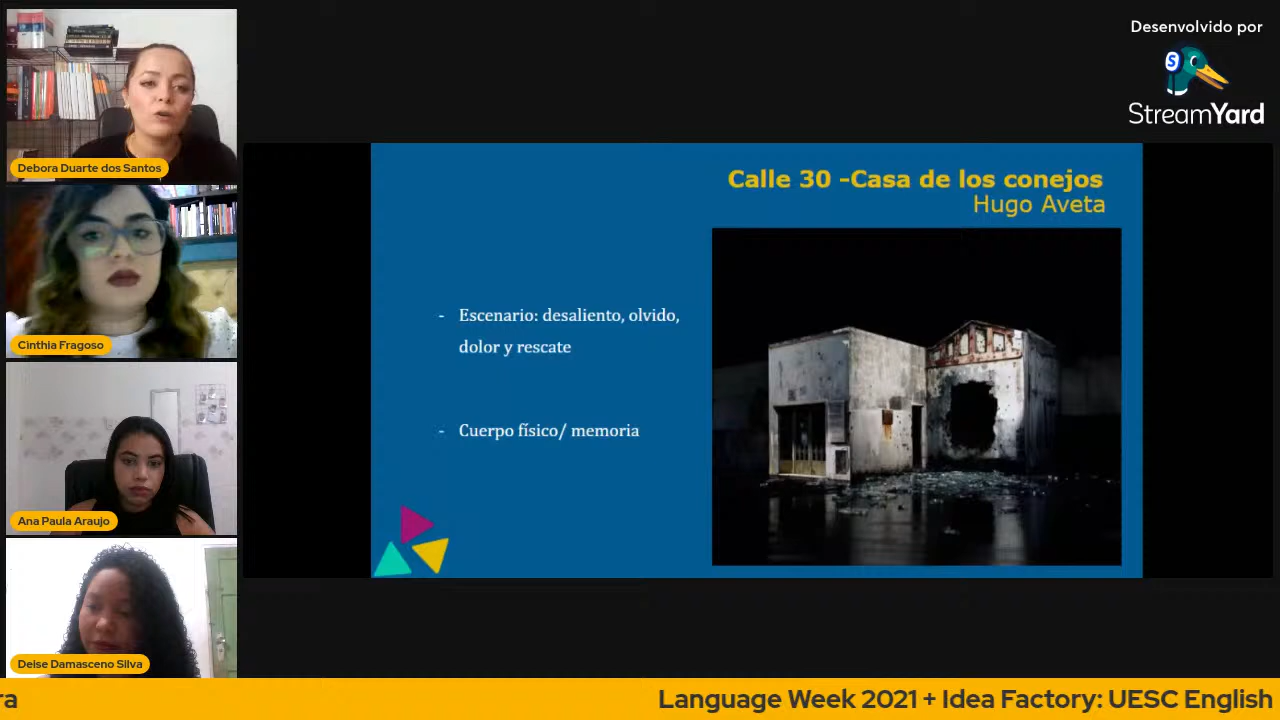 Debora Duarte dos Santos
Cinthia Fragoso
Ana Paula Araujo
Deise Damasceno Silva
Desenvolvido por
StreamYard
Calle 30 -Casa de los conejos
Hugo Aveta
- Escenario: desaliento, olvido,
dolor y rescate
- Cuerpo físico/ memoria
ra
Language Week 2021 + Idea Factory: UESC English